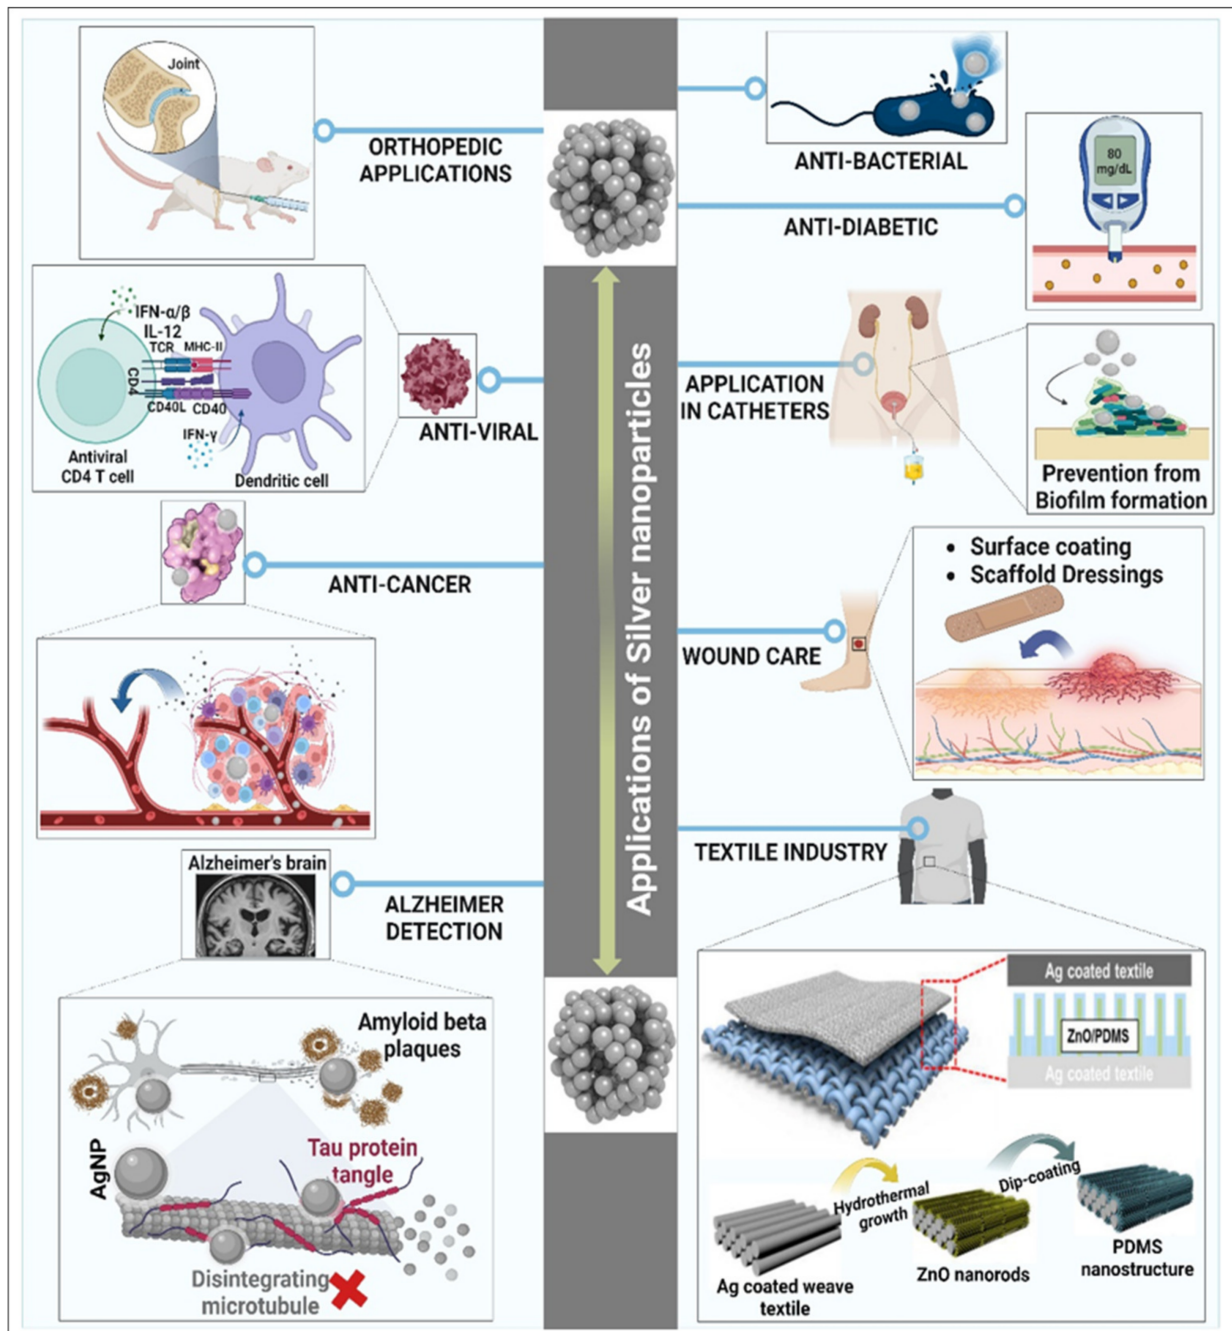 Joint
ORTHOPEDIC
APPLICATIONS
IFN-α/β
IL-12
TCR MHC-II
CD4
CD40L CD40
IFN-γ
Antiviral
CD4 T cell
Dendritic cell
ANTI-VIRAL
ANTI-CANCER
Alzheimer's brain
ALZHEIMER
DETECTION
Amyloid beta
plaques
AgNP
Tau protein
tangle
Disintegrating
microtubule
Applications of Silver nanoparticles
ANTI-BACTERIAL
80
mg/dL
ANTI-DIABETIC
APPLICATION
IN CATHETERS
Prevention from
Biofilm formation
• Surface coating
• Scaffold Dressings
WOUND CARE
TEXTILE INDUSTRY
Ag coated textile
ZnO/PDMS
Ag coated textile
Hydrothermal
growth
Dip-coating
Ag coated weave
textile
ZnO nanorods
PDMS
nanostructure